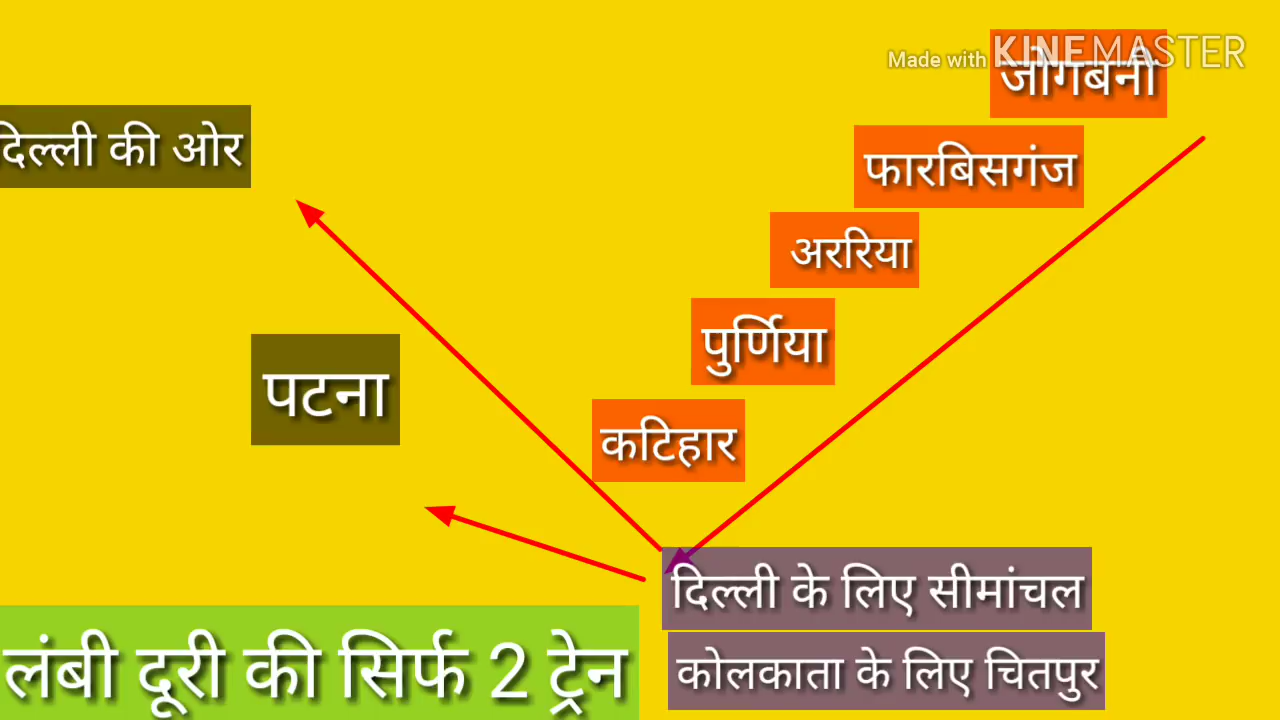 Made with KINEMASTER
जोगबनी
दिल्ली की ओर
फारबिसगंज
अररिया
पुर्णिया
पटना
कटिहार
दिल्ली के लिए सीमांचल
लंबी दूरी की सिर्फ 2 ट्रेन
कोलकाता के लिए चितपुर